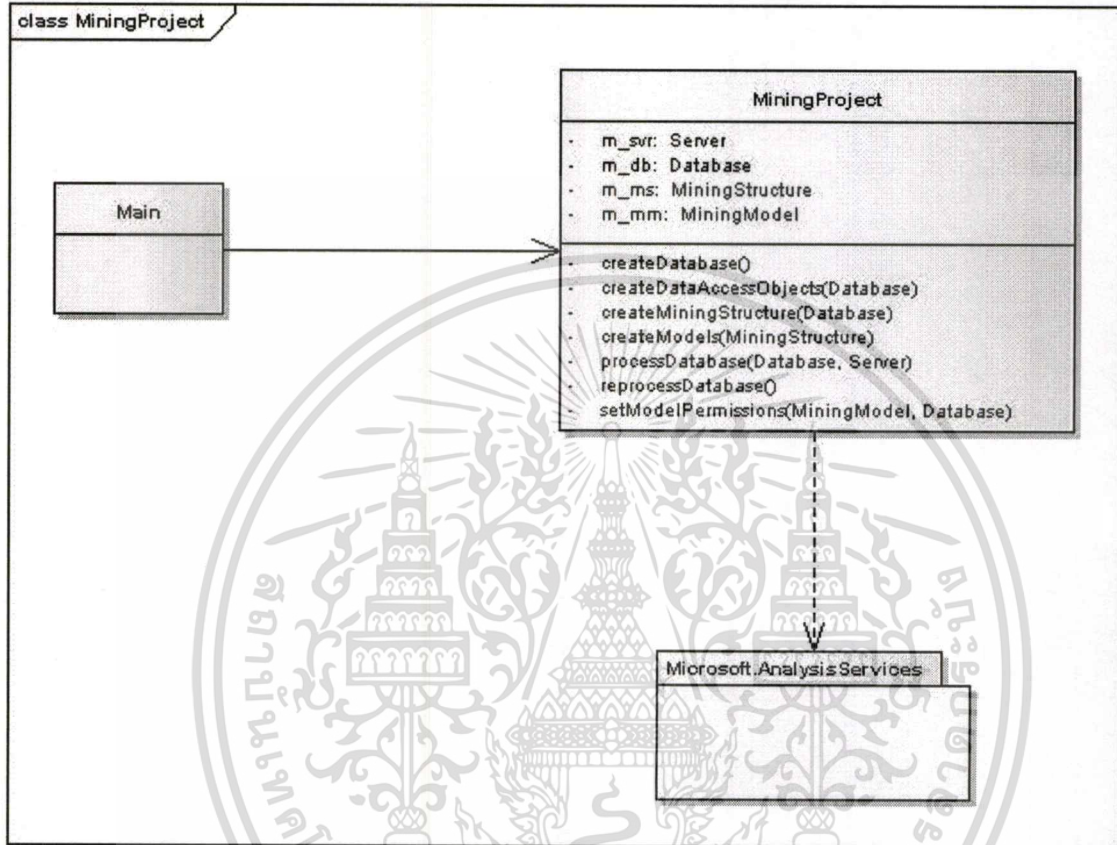 class MiningProject
MiningProject
- m_svr: Server
- m_db: Database
- m_ms: MiningStructure
- m_mm: MiningModel
Main
- createDatabase()
- createDataAccessObjects(Database)
- createMiningStructure(Database)
- createModels(MiningStructure)
- processDatabase(Database, Server)
- reprocessDatabase()
- setModelPermissions(MiningModel, Database)
Microsoft.AnalysisServices